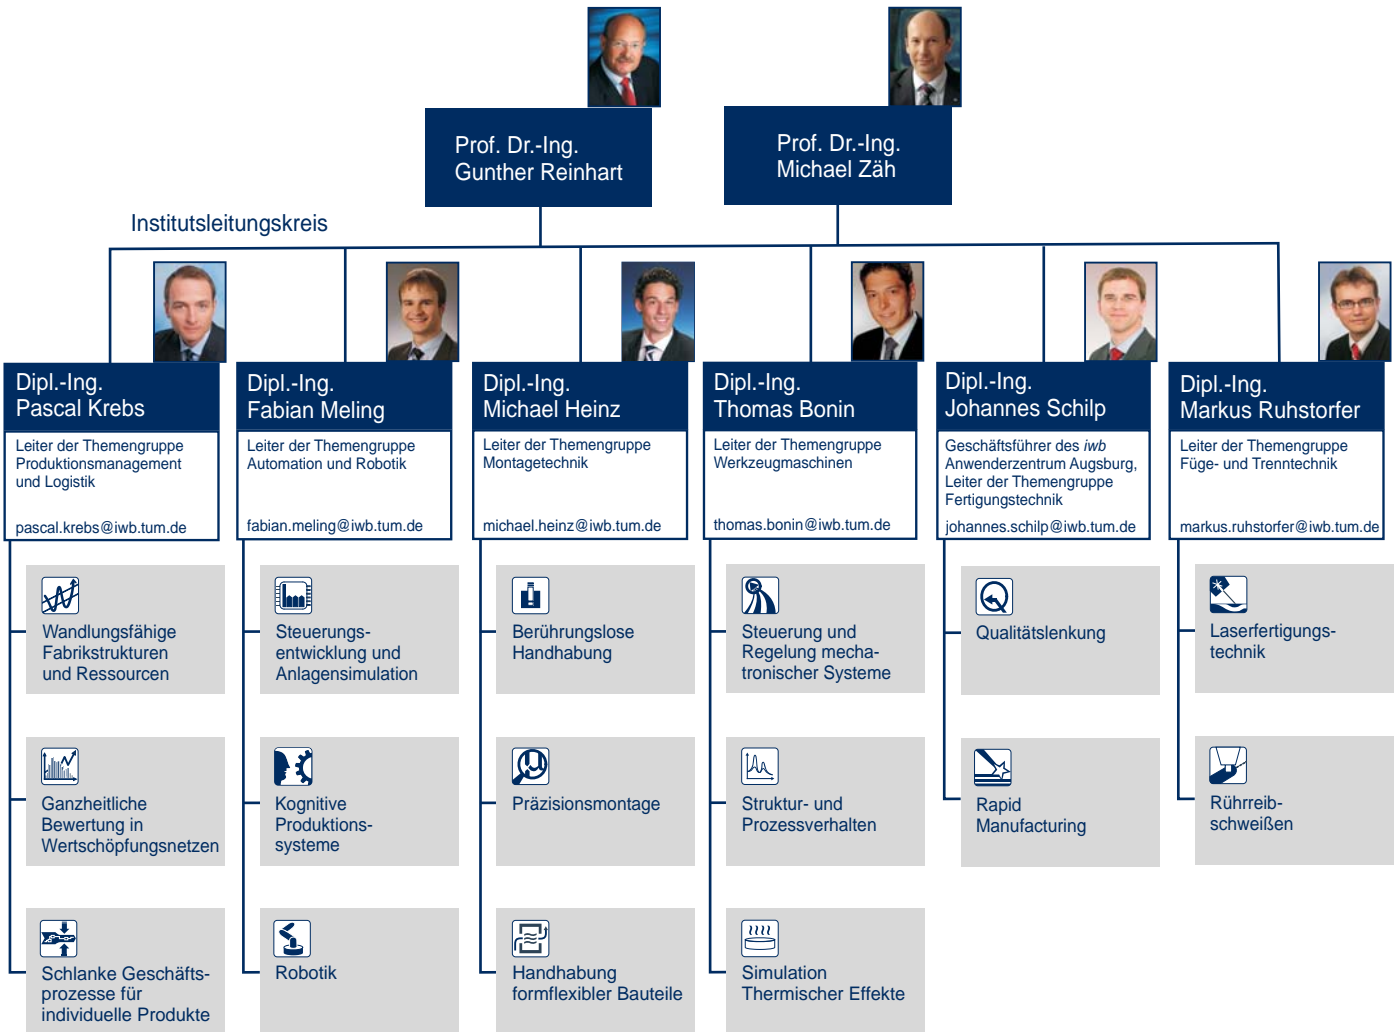 Prof. Dr.-Ing.
Gunther Reinhart
Prof. Dr.-Ing.
Michael Zäh
Institutsleitungskreis
Dipl.-Ing.
Pascal Krebs
Leiter der Themengruppe
Produktionsmanagement
und Logistik
pascal.krebs@iwb.tum.de
Dipl.-Ing.
Fabian Meling
Leiter der Themengruppe
Automation und Robotik
fabian.meling@iwb.tum.de
Dipl.-Ing.
Michael Heinz
Leiter der Themengruppe
Montagetechnik
michael.heinz@iwb.tum.de
Dipl.-Ing.
Thomas Bonin
Leiter der Themengruppe
Werkzeugmaschinen
thomas.bonin@iwb.tum.de
Dipl.-Ing.
Johannes Schilp
Geschäftsführer des iwb
Anwenderzentrum Augsburg,
Leiter der Themengruppe
Fertigungstechnik
johannes.schilp@iwb.tum.de
Dipl.-Ing.
Markus Ruhstorfer
Leiter der Themengruppe
Füge- und Trenntechnik
markus.ruhstorfer@iwb.tum.de
Wandlungsfähige
Fabrikstrukturen
und Ressourcen
Steuerungs-
entwicklung und
Anlagensimulation
Berührungslose
Handhabung
Steuerung und
Regelung mecha-
tronischer Systeme
Qualitätslenkung
Laserfertigungs-
technik
Ganzheitliche
Bewertung in
Wertschöpfungsnetzen
Kognitive
Produktions-
systeme
Präzisionsmontage
Struktur- und
Prozessverhalten
Rapid
Manufacturing
Rührreib-
schweißen
Schlanke Geschäfts-
prozesse für
individuelle Produkte
Robotik
Handhabung
formflexibler Bauteile
Simulation
Thermischer Effekte